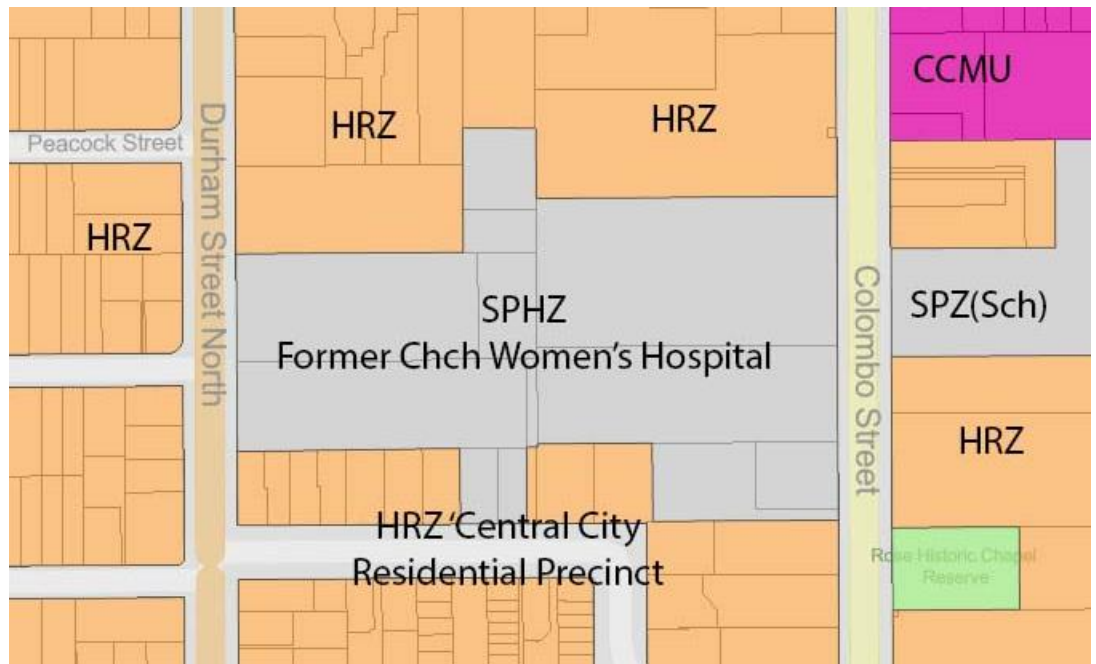 CCMU
HRZ
HRZ
Peacock Street
Durham Street North
HRZ
SPHZ
Former Chch Women's Hospital
Colombo Street
SPZ(Sch)
HRZ
HRZ 'Central City
Residential Precinct
Rose Historic Chapel
Reserve